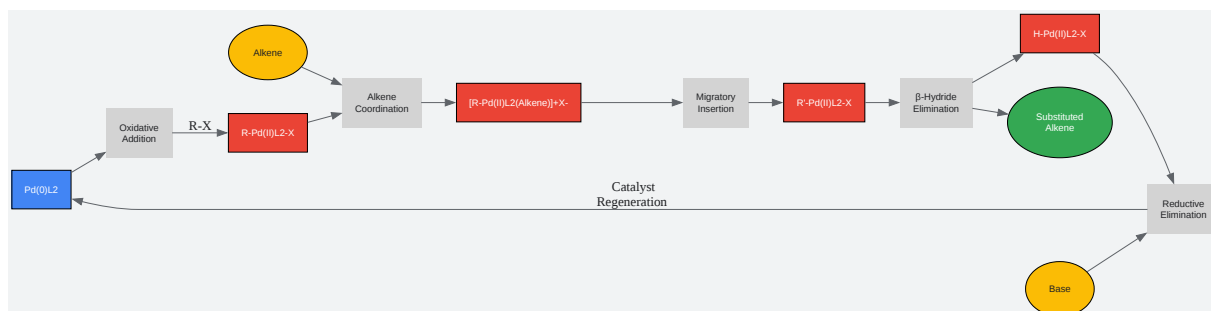 Pd(0)L2
Oxidative
Addition
R-X
R-Pd(II)L2-X
Alkene
Alkene
Coordination
[R-Pd(II)L2(Alkene)]+X-
Migratory
Insertion
R'-Pd(II)L2-X
β-Hydride
Elimination
H-Pd(II)L2-X
Substituted
Alkene
Catalyst
Regeneration
Reductive
Elimination
Base